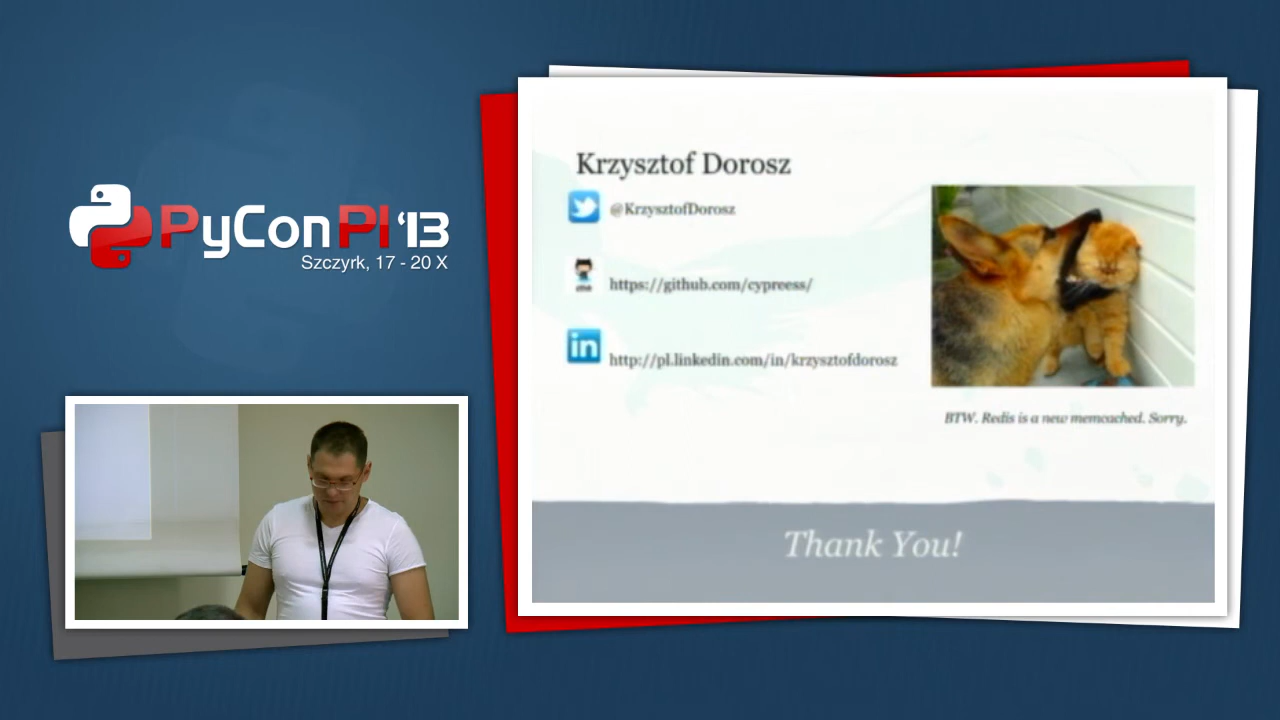 PyCon Pl '13
Szczyrk, 17 - 20 X
Krzysztof Dorosz
@KrzysztofDorosz
https://github.com/cypreess/
in http://pl.linkedin.com/in/krzysztofdorosz
BTW. Redis is a new memcached. Sorry.
Thank You!